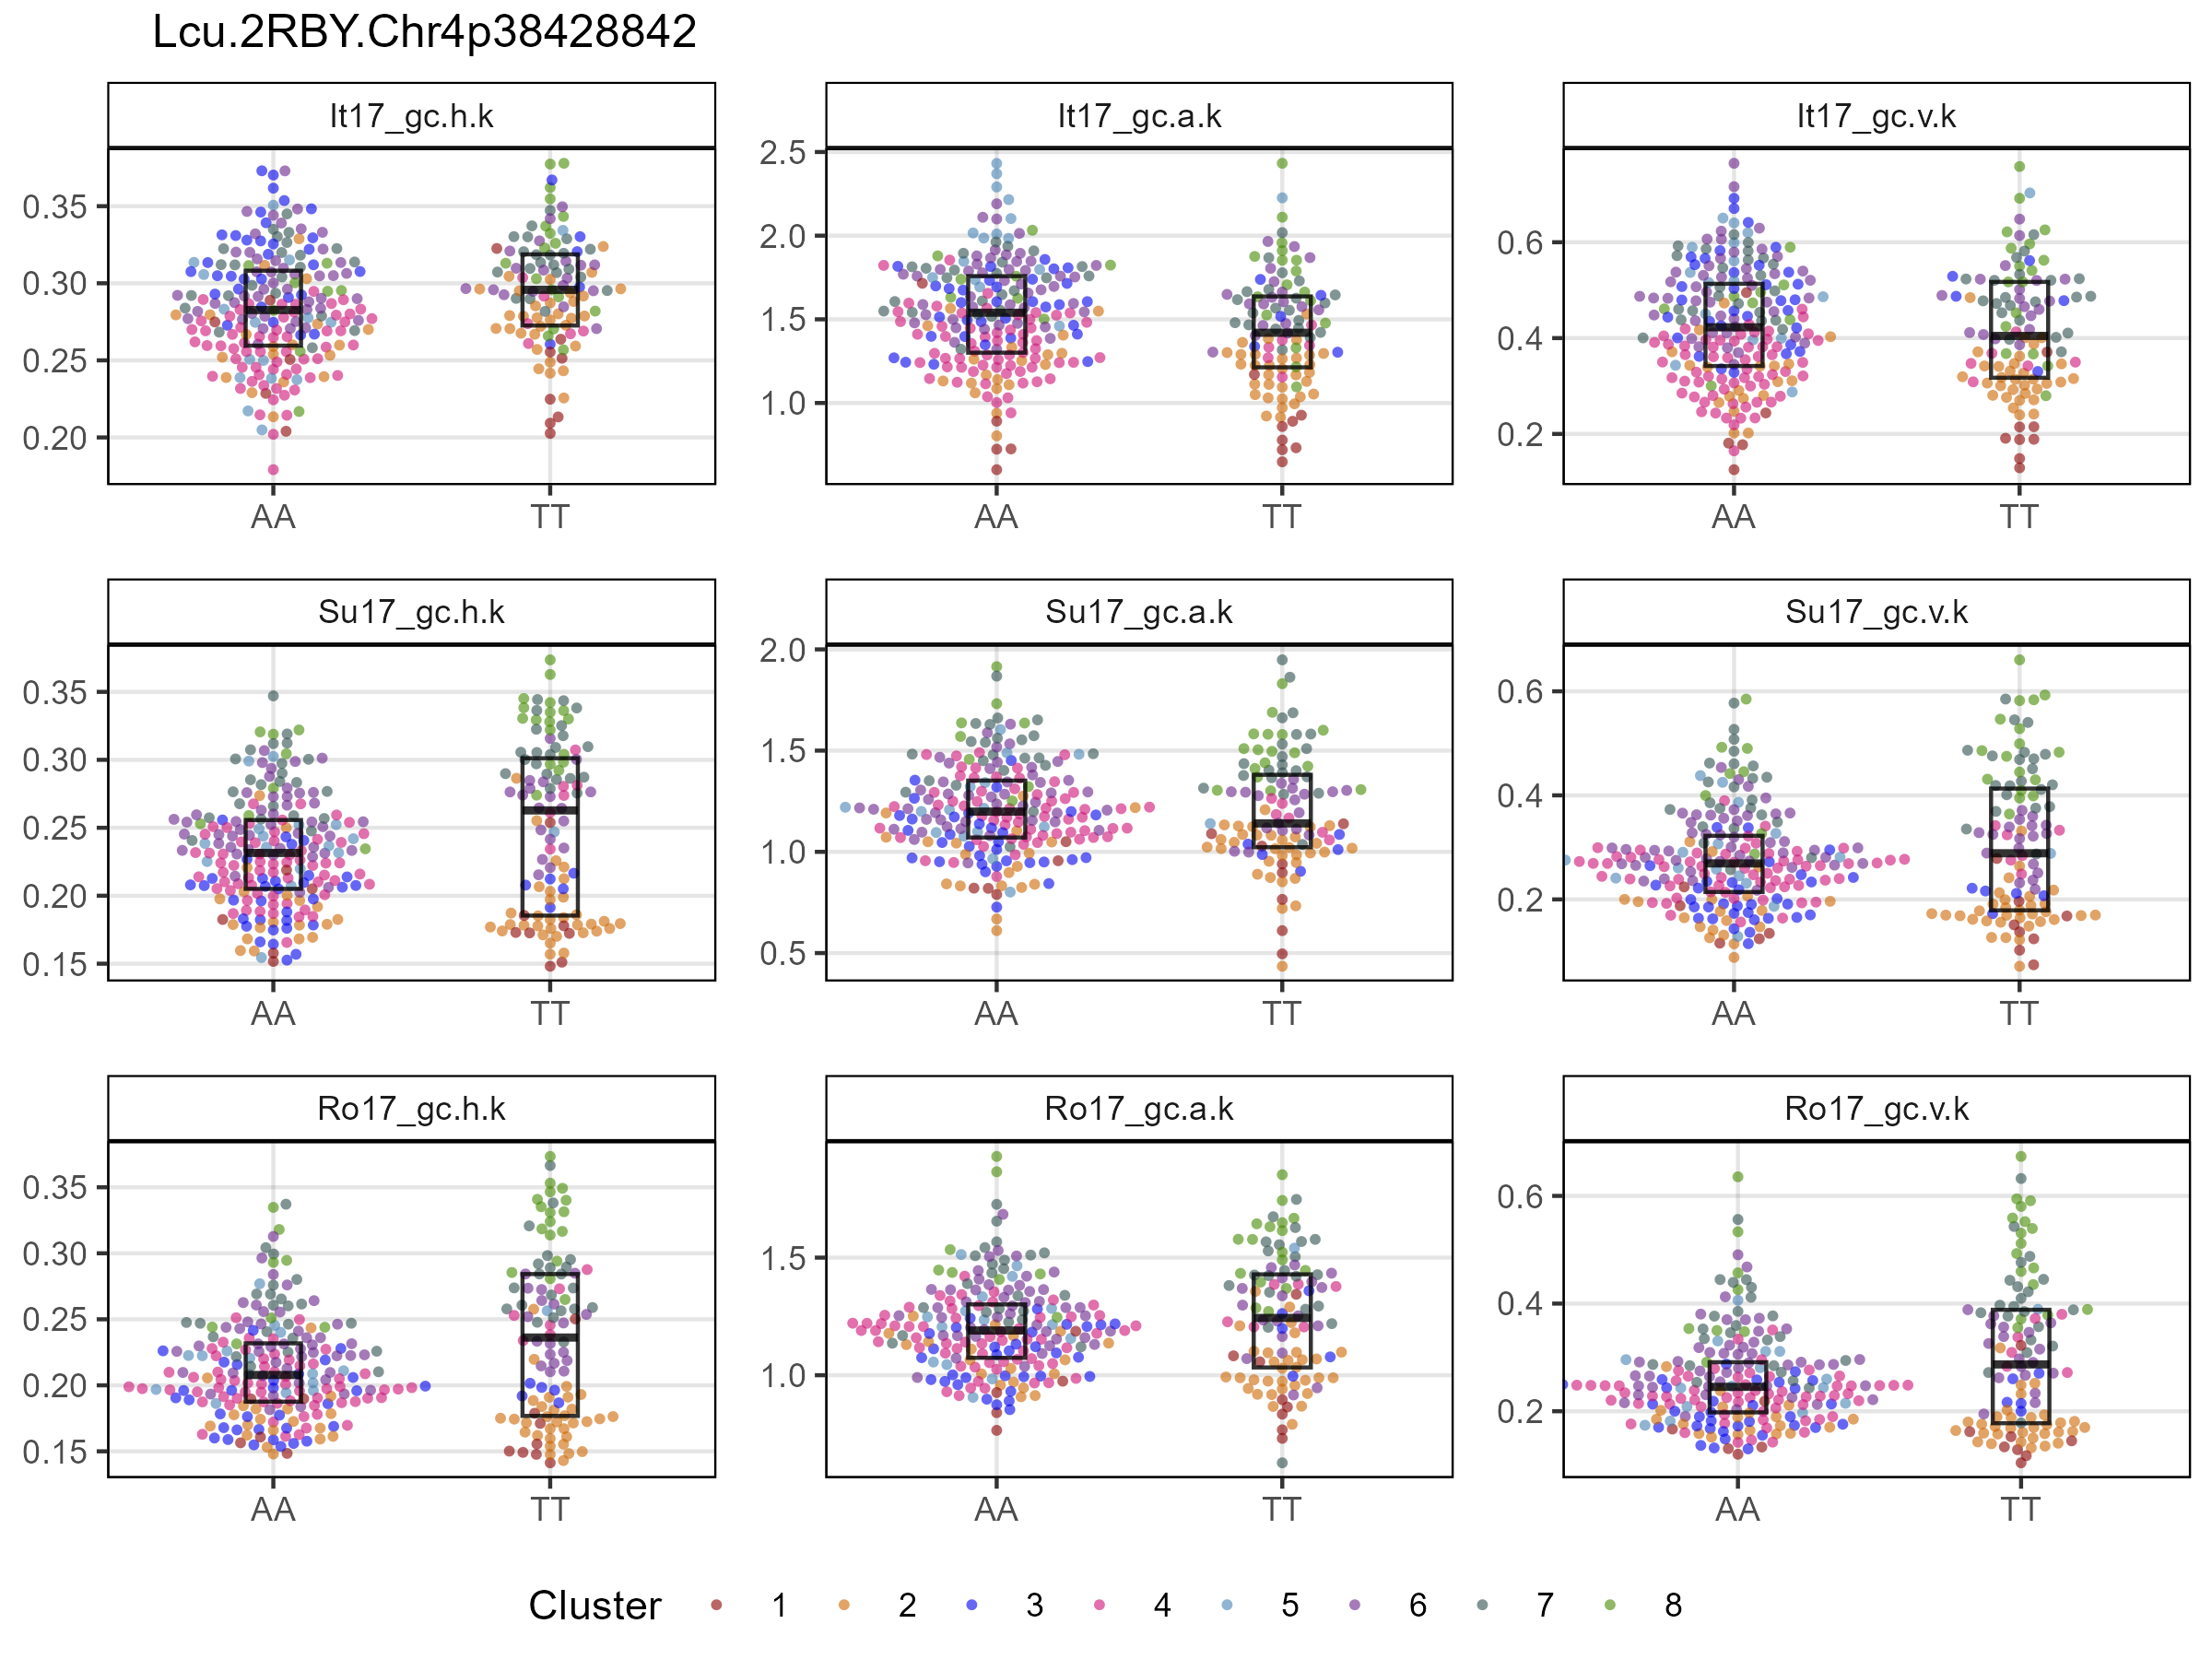 Lcu.2RBY.Chr4p38428842
It17_gc.h.k
It17_gc.a.k
It17_gc.v.k
0.35
0.30
0.25
0.20
AA
TT
2.5
2.0
1.5
1.0
AA
TT
0.6
0.4
0.2
AA
TT
Su17_gc.h.k
Su17_gc.a.k
Su17_gc.v.k
0.35
0.30
0.25
0.20
0.15
AA
TT
2.0
1.5
1.0
0.5
AA
TT
0.6
0.4
0.2
AA
TT
Ro17_gc.h.k
Ro17_gc.a.k
Ro17_gc.v.k
0.35
0.30
0.25
0.20
0.15
AA
TT
1.5
1.0
AA
TT
0.6
0.4
0.2
AA
TT
Cluster 1 2 3 4 5 6 7 8